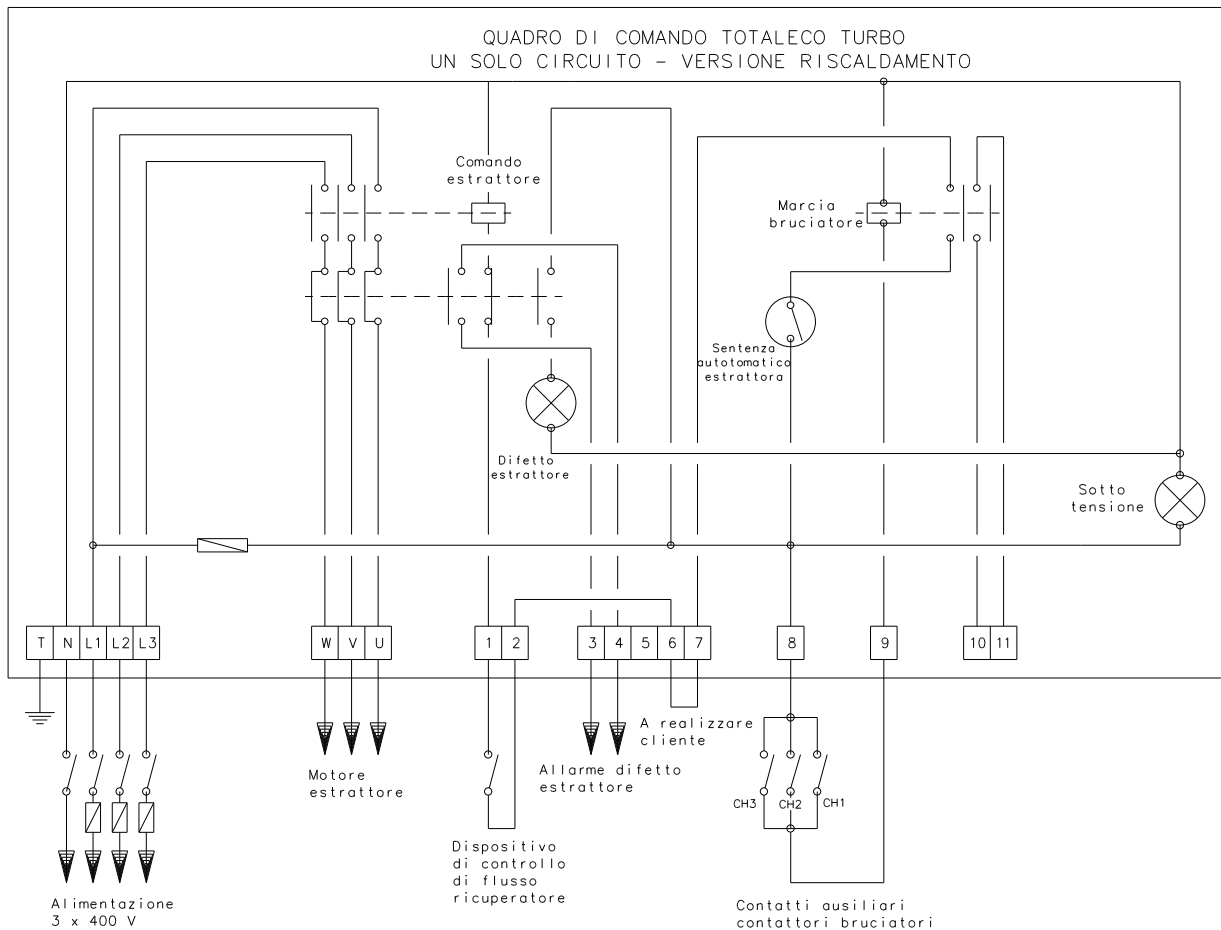 QUADRO DI COMANDO TOTALECO TURBO
UN SOLO CIRCUITO – VERSIONE RISCALDAMENTO
Comando
estrattore
Marcia
bruciatore
Sentenza
autotomatico
estrattora
Difetto
estrattore
Sotto
tensione
T N L1 L2 L3 W V U 1 2 3 4 5 6 7 8 9 10 11
A realizzare
cliente
Motore
estrattore
Allarme difetto
estrattore
CH3 CH2 CH1
Dispositivo
di controllo
di flusso
ricuperatore
Alimentazione
3 x 400 V
Contatti ausiliari
contattori bruciatori